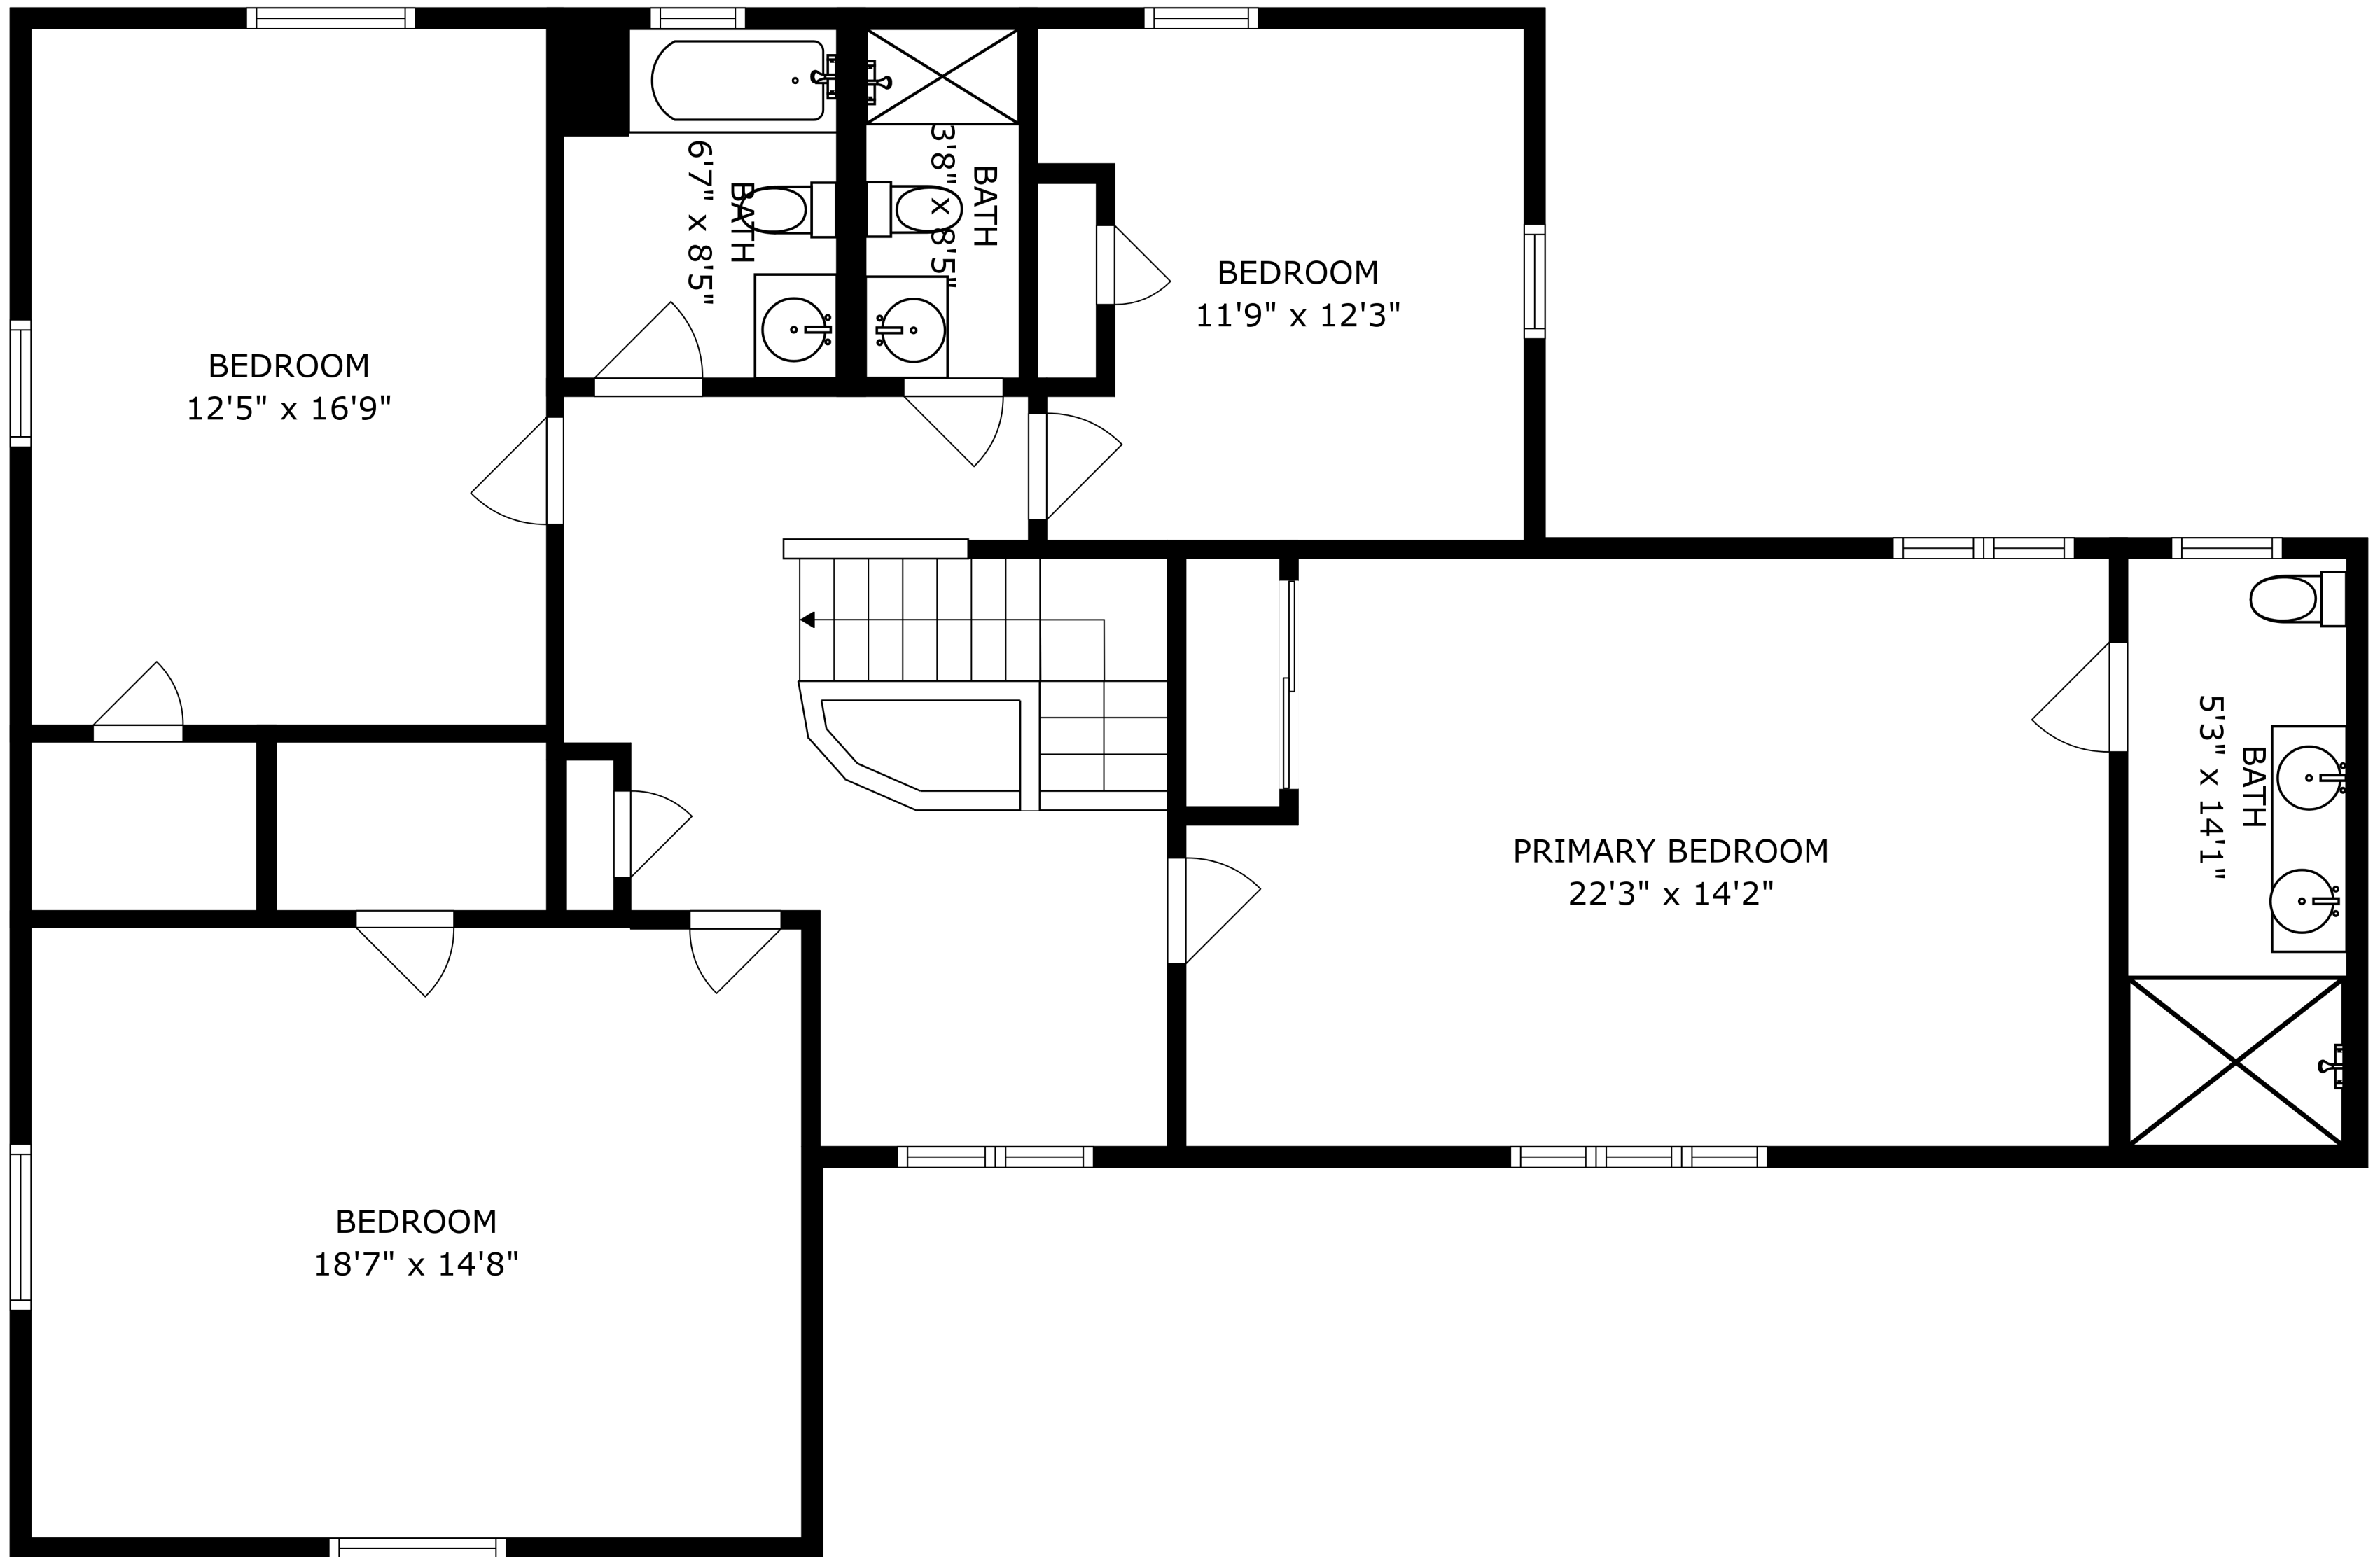 BATH
6'7" x 8'5"
BATH
3'8" x 8'5"
BEDROOM
11'9" x 12'3"
BEDROOM
12'5" x 16'9"
PRIMARY BEDROOM
22'3" x 14'2"
BATH
5'3" x 14'1"
BEDROOM
18'7" x 14'8"